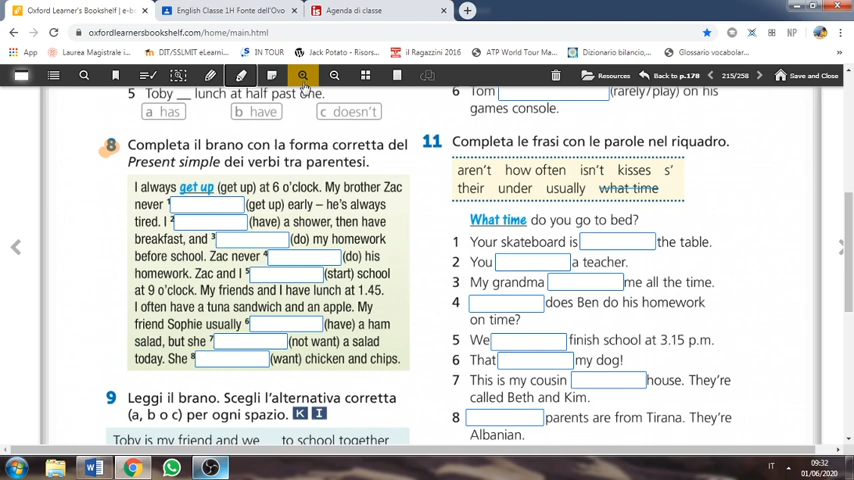 Oxford Learner's Bookshelf | e-b
English Classe 1H Fonte dell'Ovo
Agenda di classe
oxfordlearnersbookshelf.com/home/main.html
NP
App
Laurea Magistrale i...
DIT/SSLMIT eLearni...
IN TOUR
Jack Potato - Risors...
il Ragazzini 2016
ATP World Tour Ma...
Dizionario bilancio,...
Glossario vocabolar...
Resources
Back to p.178
215/258
Save and Close
5 Toby __ lunch at half past one.
a has b have c doesn't
8 Completa il brano con la forma corretta del
Present simple dei verbi tra parentesi.
I always get up (get up) at 6 o'clock. My brother Zac
never 1 (get up) early – he's always
tired. I 2 (have) a shower, then have
breakfast, and 3 (do) my homework
before school. Zac never 4 (do) his
homework. Zac and I 5 (start) school
at 9 o'clock. My friends and I have lunch at 1.45.
I often have a tuna sandwich and an apple. My
friend Sophie usually 6 (have) a ham
salad, but she 7 (not want) a salad
today. She 8 (want) chicken and chips.
9 Leggi il brano. Scegli l'alternativa corretta
(a, b o c) per ogni spazio. K I
Toby is my friend and we __ to school together
6 Tom (rarely/play) on his
games console.
11 Completa le frasi con le parole nel riquadro.
aren't how often isn't kisses s'
their under usually what time
What time do you go to bed?
1 Your skateboard is the table.
2 You a teacher.
3 My grandma me all the time.
4 does Ben do his homework
on time?
5 We finish school at 3.15 p.m.
6 That my dog!
7 This is my cousin house. They're
called Beth and Kim.
8 parents are from Tirana. They're
Albanian.
IT
09:32
01/06/2020